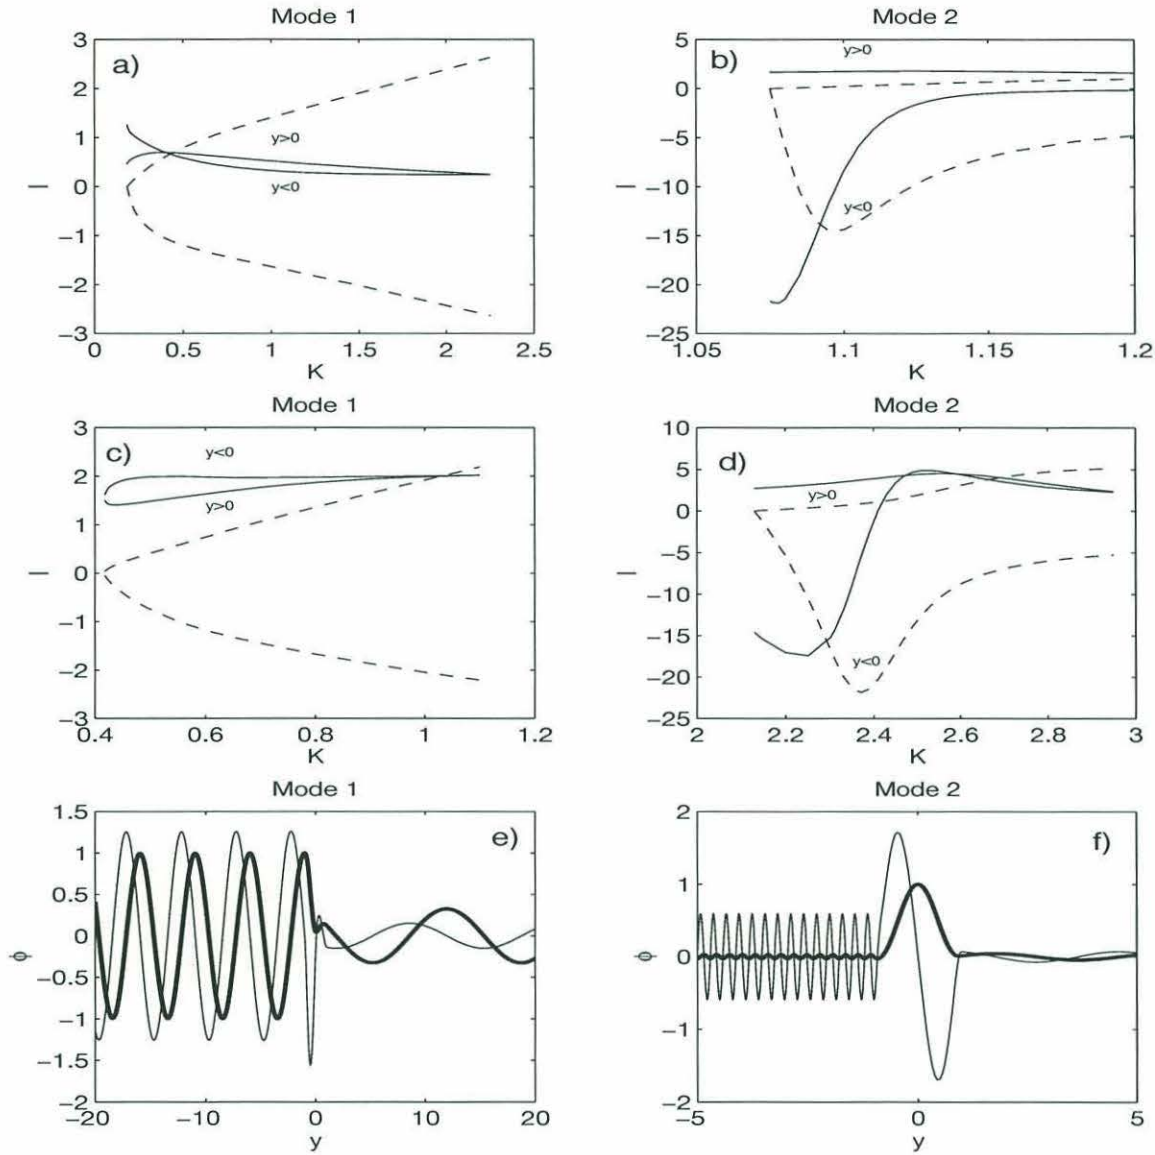 Mode 1
a)
3
2
1
0
−1
−2
−3
l
y>0
y<0
0 0.5 1 1.5 2 2.5
K
Mode 2
b)
5
0
−5
−10
−15
−20
−25
l
y>0
y<0
1.05 1.1 1.15 1.2
K
Mode 1
c)
3
2
1
0
−1
−2
−3
l
y<0
y>0
0.4 0.6 0.8 1 1.2
K
Mode 2
d)
10
5
0
−5
−10
−15
−20
−25
l
y>0
y<0
2 2.2 2.4 2.6 2.8 3
K
Mode 1
e)
1.5
1
0.5
0
−0.5
−1
−1.5
−2
ϕ
−20 −10 0 10 20
y
Mode 2
f)
2
1
0
−1
−2
ϕ
−5 0 5
y